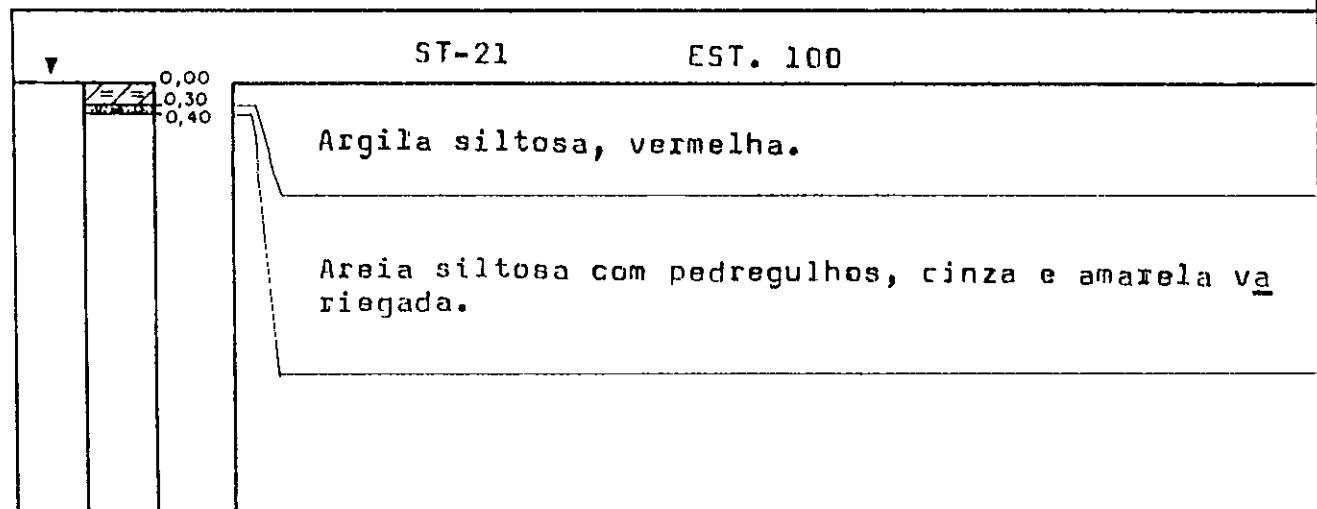 ST-21 EST. 100
0,00
0,30
0,40
Argila siltosa, vermelha.
Areia siltosa com pedregulhos, cinza e amarela va
riegada.